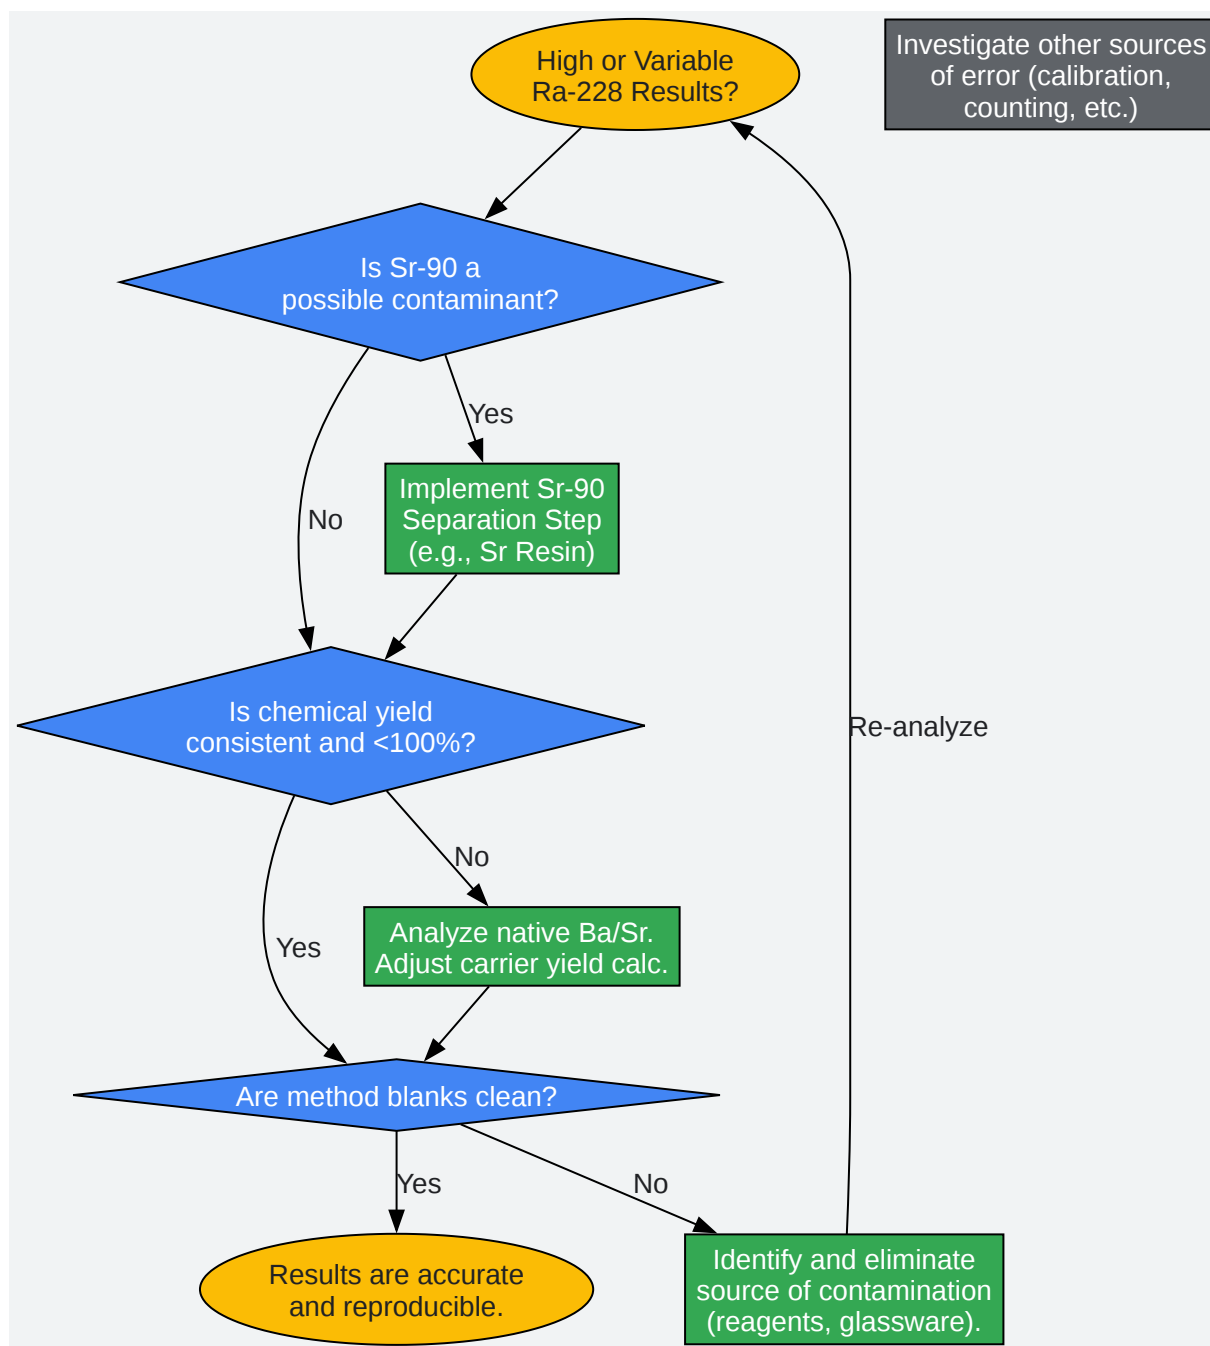 High or Variable
Ra-228 Results?
Investigate other sources
of error (calibration,
counting, etc.)
Is Sr-90 a
possible contaminant?
Yes
Implement Sr-90
Separation Step
(e.g., Sr Resin)
No
Is chemical yield
consistent and <100%?
Re-analyze
No
Analyze native Ba/Sr.
Adjust carrier yield calc.
Yes
Are method blanks clean?
Yes
No
Results are accurate
and reproducible.
Identify and eliminate
source of contamination
(reagents, glassware).